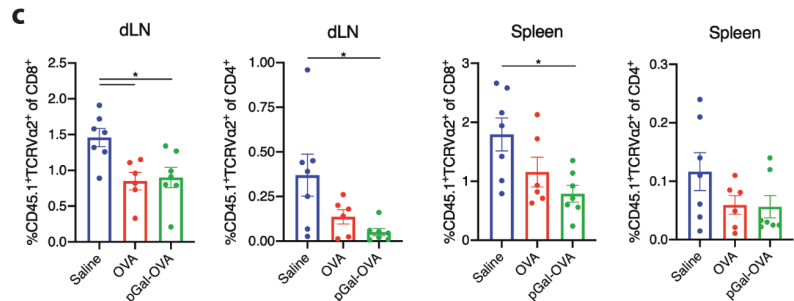 c
dLN
dLN
Spleen
Spleen
%CD45.1+TCRVα2+ of CD8+
2.5
2.0
1.5
1.0
0.5
0.0
*
Saline
OVA
pGal-OVA
%CD45.1+TCRVα2+ of CD4+
1.00
0.75
0.50
0.25
0.00
*
Saline
OVA
pGal-OVA
%CD45.1+TCRVα2+ of CD8+
3
2
1
0
*
Saline
OVA
pGal-OVA
%CD45.1+TCRVα2+ of CD4+
0.3
0.2
0.1
0.0
Saline
OVA
pGal-OVA